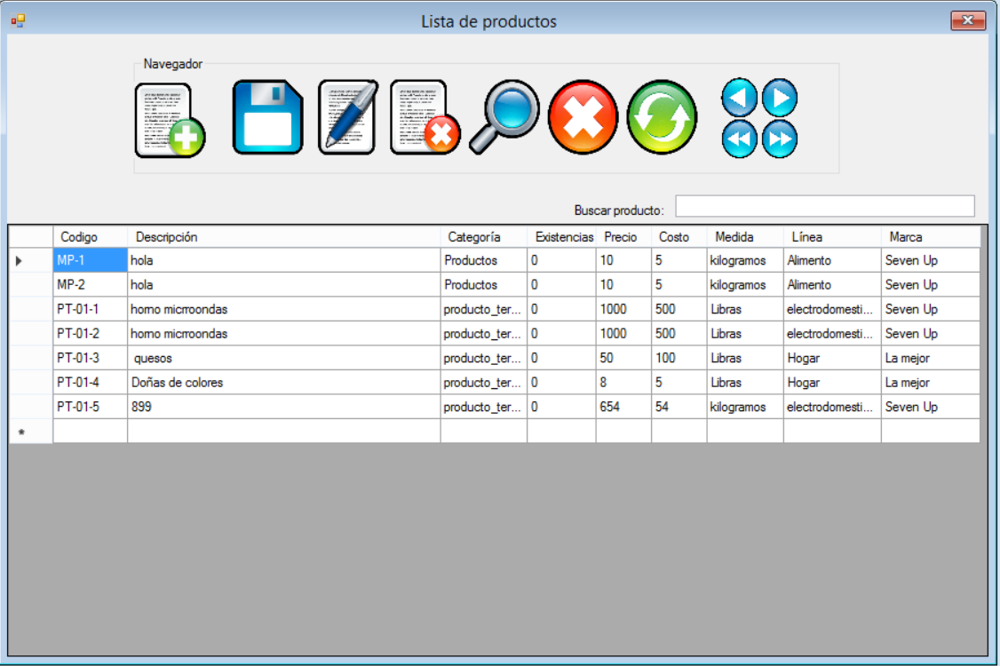 Lista de productos
Navegador
Buscar producto:
Codigo Descripción Categoría Existencias Precio Costo Medida Línea Marca
MP-1 hola Productos 0 10 5 kilogramos Alimento Seven Up
MP-2 hola Productos 0 10 5 kilogramos Alimento Seven Up
PT-01-1 horno micrroondas producto_ter... 0 1000 500 Libras electrodomesti... Seven Up
PT-01-2 horno micrroondas producto_ter... 0 1000 500 Libras electrodomesti... Seven Up
PT-01-3 quesos producto_ter... 0 50 100 Libras Hogar La mejor
PT-01-4 Doñas de colores producto_ter... 0 8 5 Libras Hogar La mejor
PT-01-5 899 producto_ter... 0 654 54 kilogramos electrodomesti... Seven Up